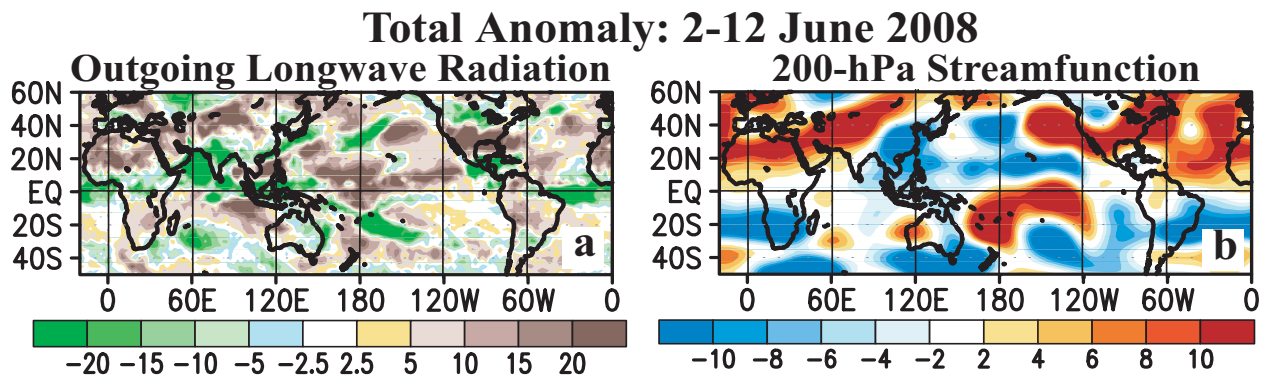 Total Anomaly: 2-12 June 2008
Outgoing Longwave Radiation
60N
40N
20N
EQ
20S
40S
0 60E 120E 180 120W 60W 0
a
−20 −15 −10 −5 −2.5 2.5 5 10 15 20
200-hPa Streamfunction
60N
40N
20N
EQ
20S
40S
0 60E 120E 180 120W 60W 0
b
−10 −8 −6 −4 −2 2 4 6 8 10